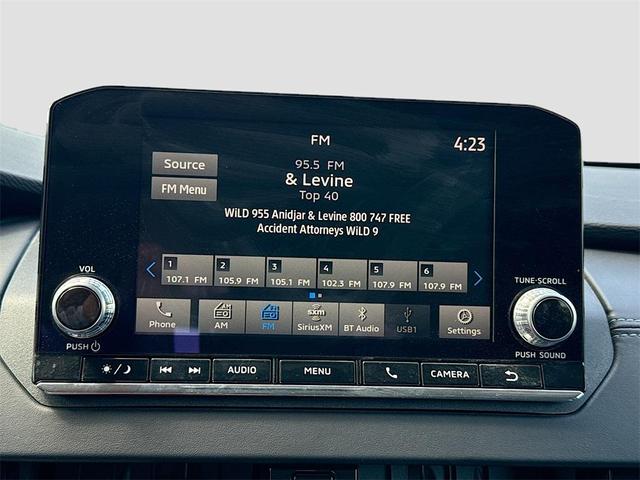 FM
4:23
Source
95.5 FM
& Levine
FM Menu
Top 40
WiLD 955 Anidjar & Levine 800 747 FREE
Accident Attorneys WiLD 9
1 2 3 4 5 6
107.1 FM 105.9 FM 105.1 FM 102.3 FM 107.9 FM 107.9 FM
VOL
TUNE-SCROLL
Phone AM FM SiriusXM BT Audio USB1 Settings
PUSH
PUSH SOUND
AUDIO MENU CAMERA